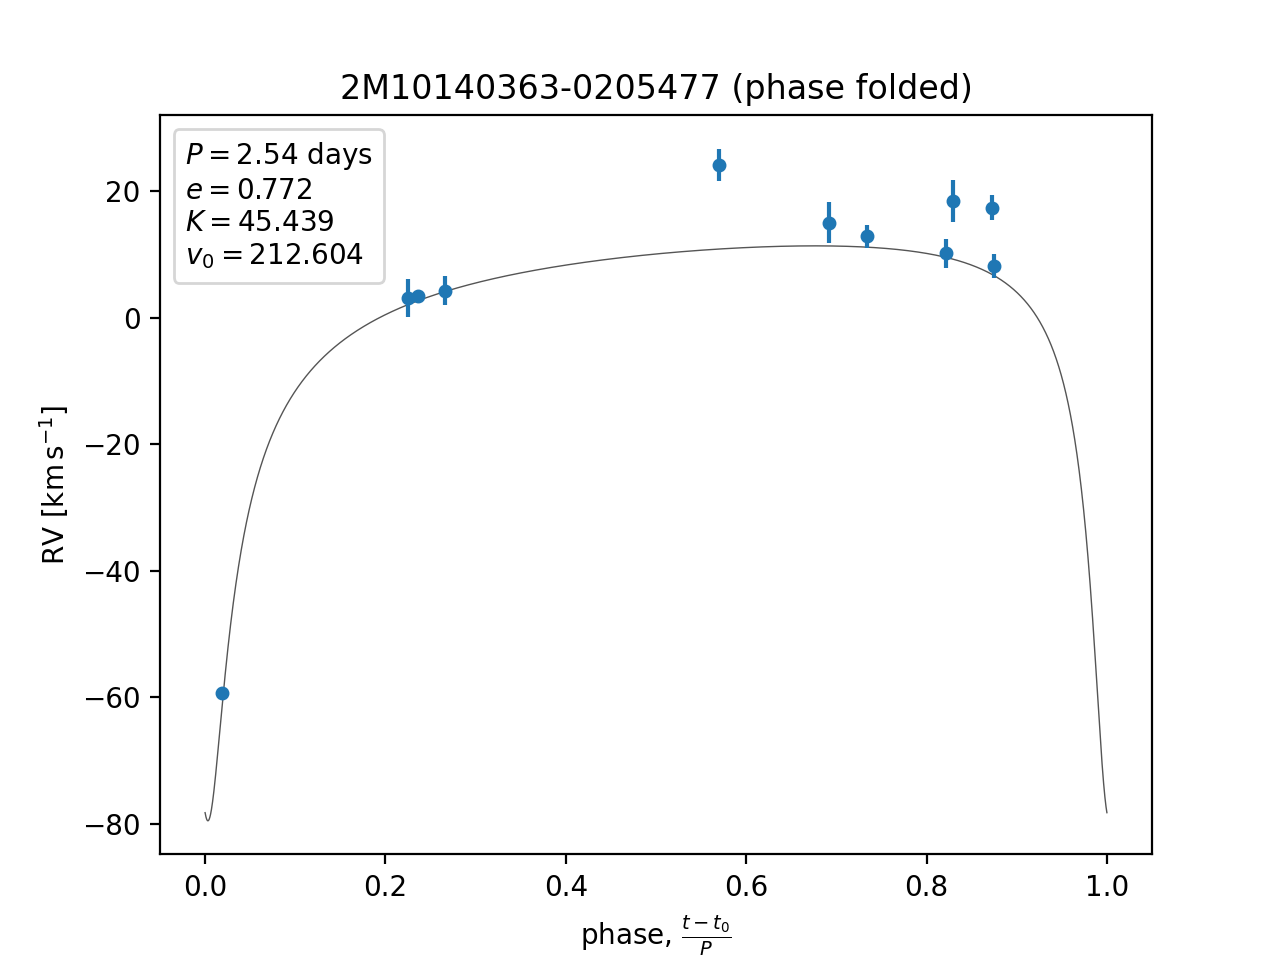 2M10140363-0205477 (phase folded)
P = 2.54 days
e = 0.772
K = 45.439
v₀ = 212.604
20
0
−20
−40
−60
−80
RV [km s⁻¹]
0.0 0.2 0.4 0.6 0.8 1.0
phase, (t − t₀)/P